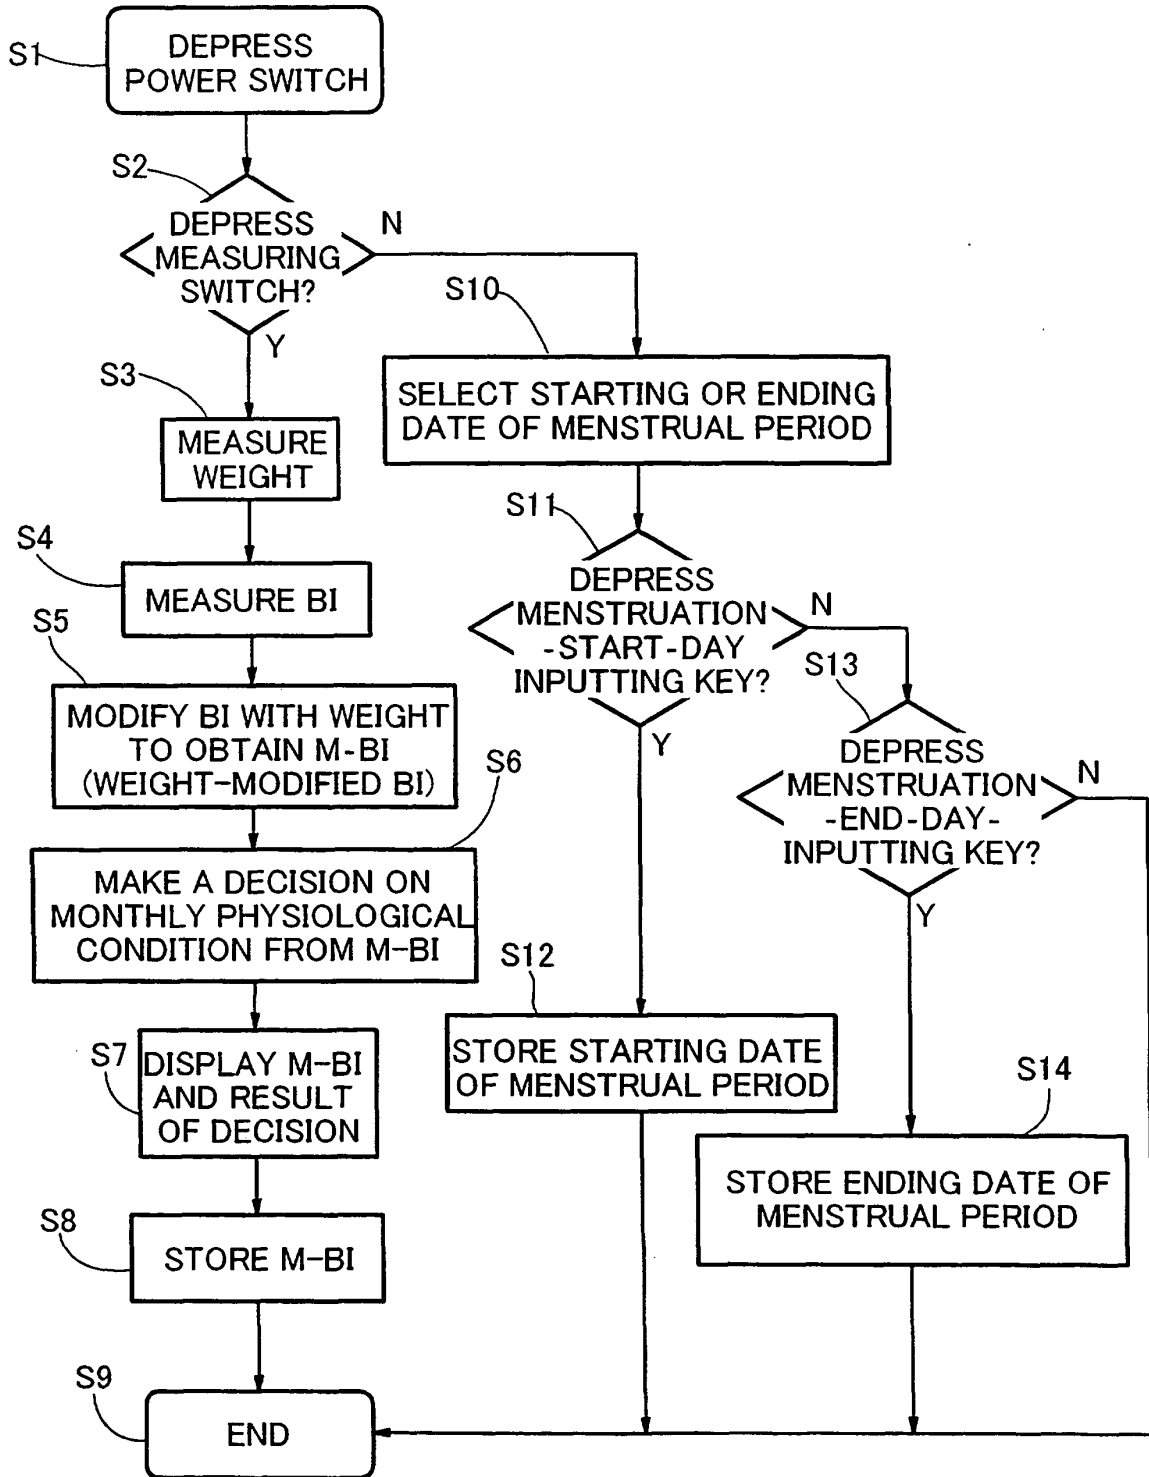 S1
DEPRESS
POWER SWITCH
S2
DEPRESS
MEASURING
SWITCH?
N
Y
S3
MEASURE
WEIGHT
S4
MEASURE BI
S5
MODIFY BI WITH WEIGHT
TO OBTAIN M-BI
(WEIGHT-MODIFIED BI)
S6
MAKE A DECISION ON
MONTHLY PHYSIOLOGICAL
CONDITION FROM M-BI
S7
DISPLAY M-BI
AND RESULT
OF DECISION
S8
STORE M-BI
S9
END
S10
SELECT STARTING OR ENDING
DATE OF MENSTRUAL PERIOD
S11
DEPRESS
MENSTRUATION
-START-DAY
INPUTTING KEY?
N
Y
S12
STORE STARTING DATE
OF MENSTRUAL PERIOD
S13
DEPRESS
MENSTRUATION
-END-DAY-
INPUTTING KEY?
N
Y
S14
STORE ENDING DATE OF
MENSTRUAL PERIOD